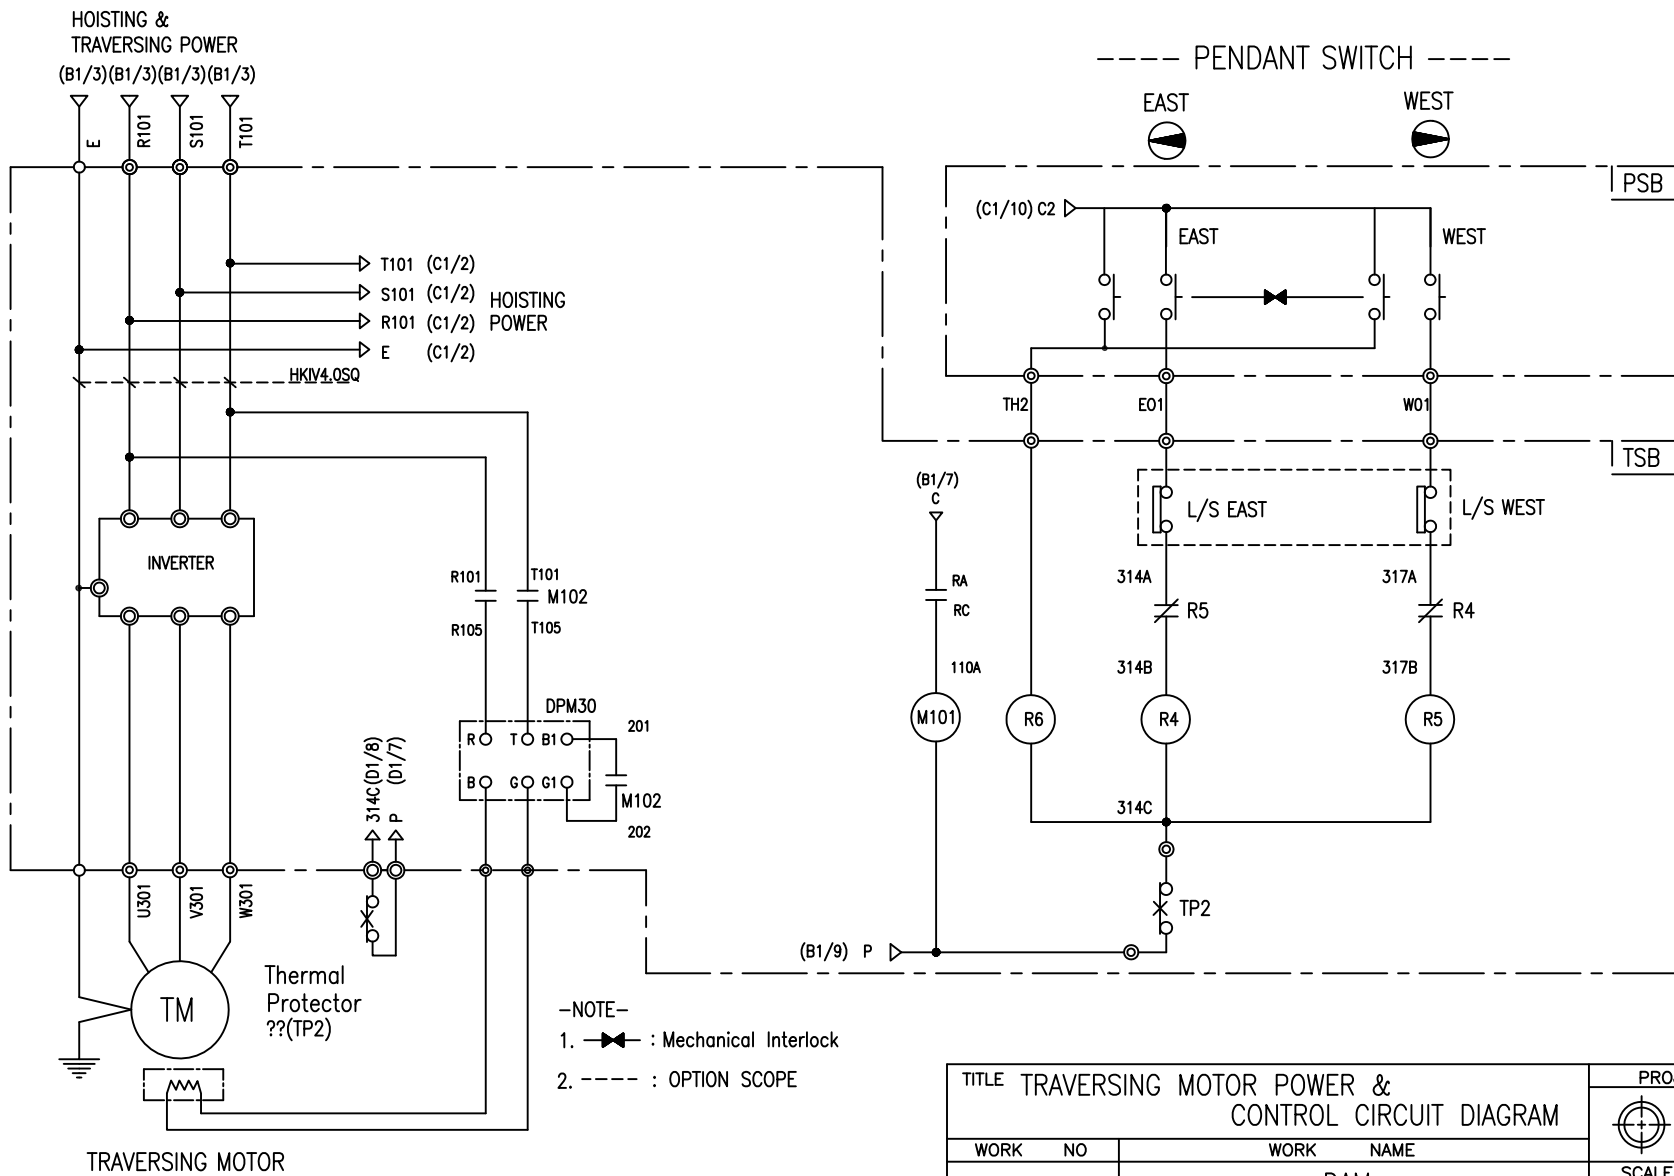 HOISTING &
TRAVERSING POWER
(B1/3)(B1/3)(B1/3)(B1/3)
E
R101
S101
T101
T101 (C1/2)
S101 (C1/2)
R101 (C1/2)
E (C1/2)
HOISTING
POWER
HKIV4.0SQ
INVERTER
R101
T101
M102
R105
T105
DPM30
R
T
B1
B
G
G1
201
M102
202
314C(D1/8)
P (D1/7)
U301
V301
W301
TM
Thermal
Protector
??(TP2)
TRAVERSING MOTOR
-NOTE-
1. : Mechanical Interlock
2. ---- : OPTION SCOPE
---- PENDANT SWITCH ----
EAST
WEST
PSB
(C1/10) C2
EAST
WEST
TH2
E01
W01
TSB
(B1/7)
C
L/S EAST
L/S WEST
RA
RC
314A
317A
R5
R4
110A
314B
317B
M101
R6
R4
R5
314C
TP2
(B1/9) P
TITLE TRAVERSING MOTOR POWER &
CONTROL CIRCUIT DIAGRAM
WORK NO
WORK NAME
SCALE